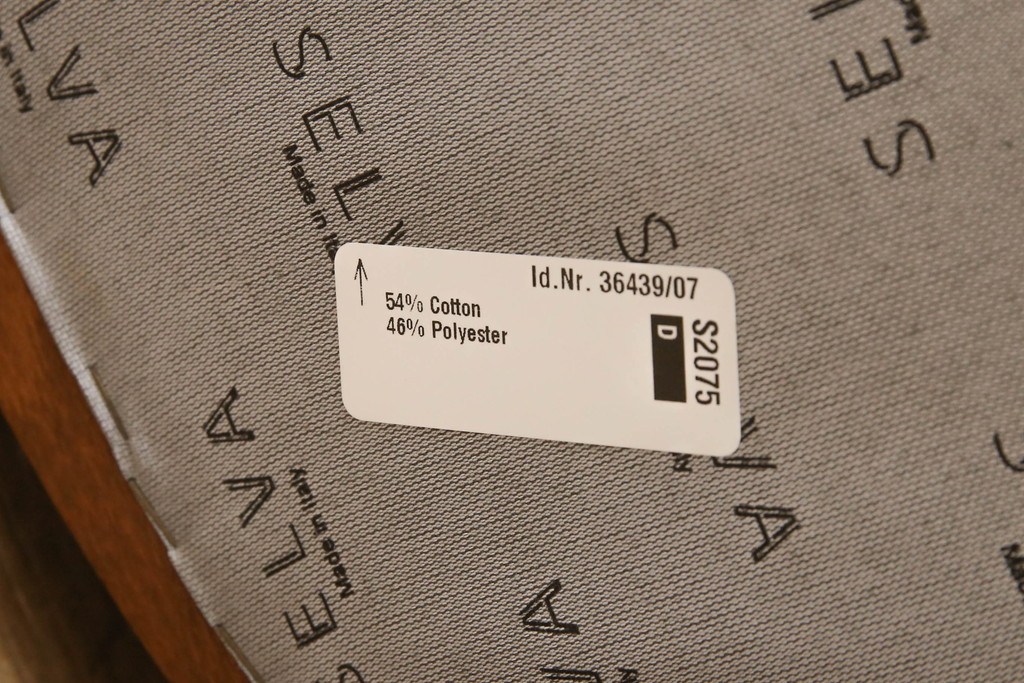 SELVA
Made in Italy
Id.Nr. 36439/07
54% Cotton
46% Polyester
D
S2075
SELVA
Made in Italy